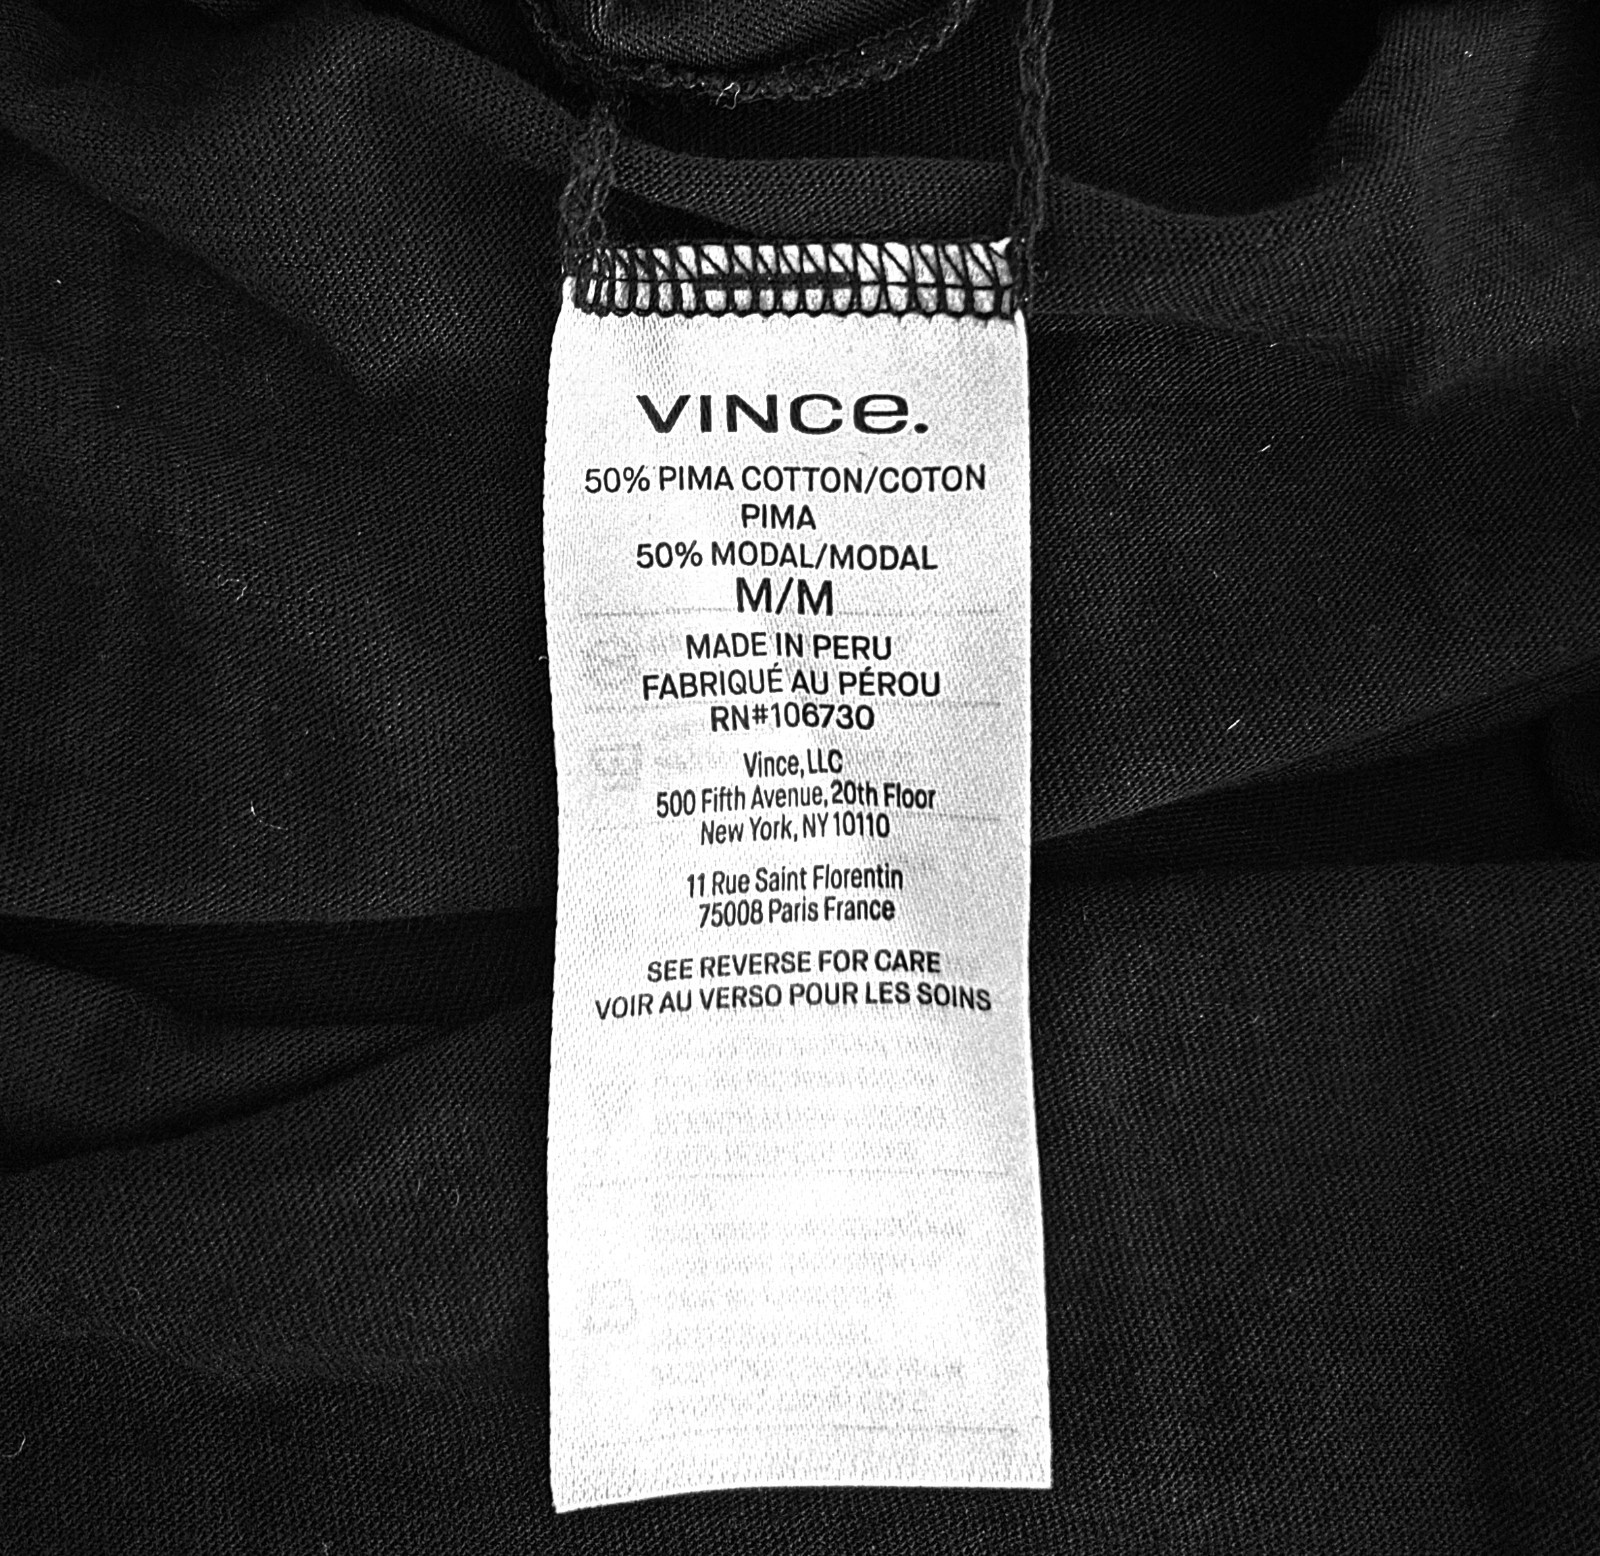 VINCe.
50% PIMA COTTON/COTON
PIMA
50% MODAL/MODAL
M/M
MADE IN PERU
FABRIQUÉ AU PÉROU
RN#106730
Vince, LLC
500 Fifth Avenue, 20th Floor
New York, NY 10110
11 Rue Saint Florentin
75008 Paris France
SEE REVERSE FOR CARE
VOIR AU VERSO POUR LES SOINS